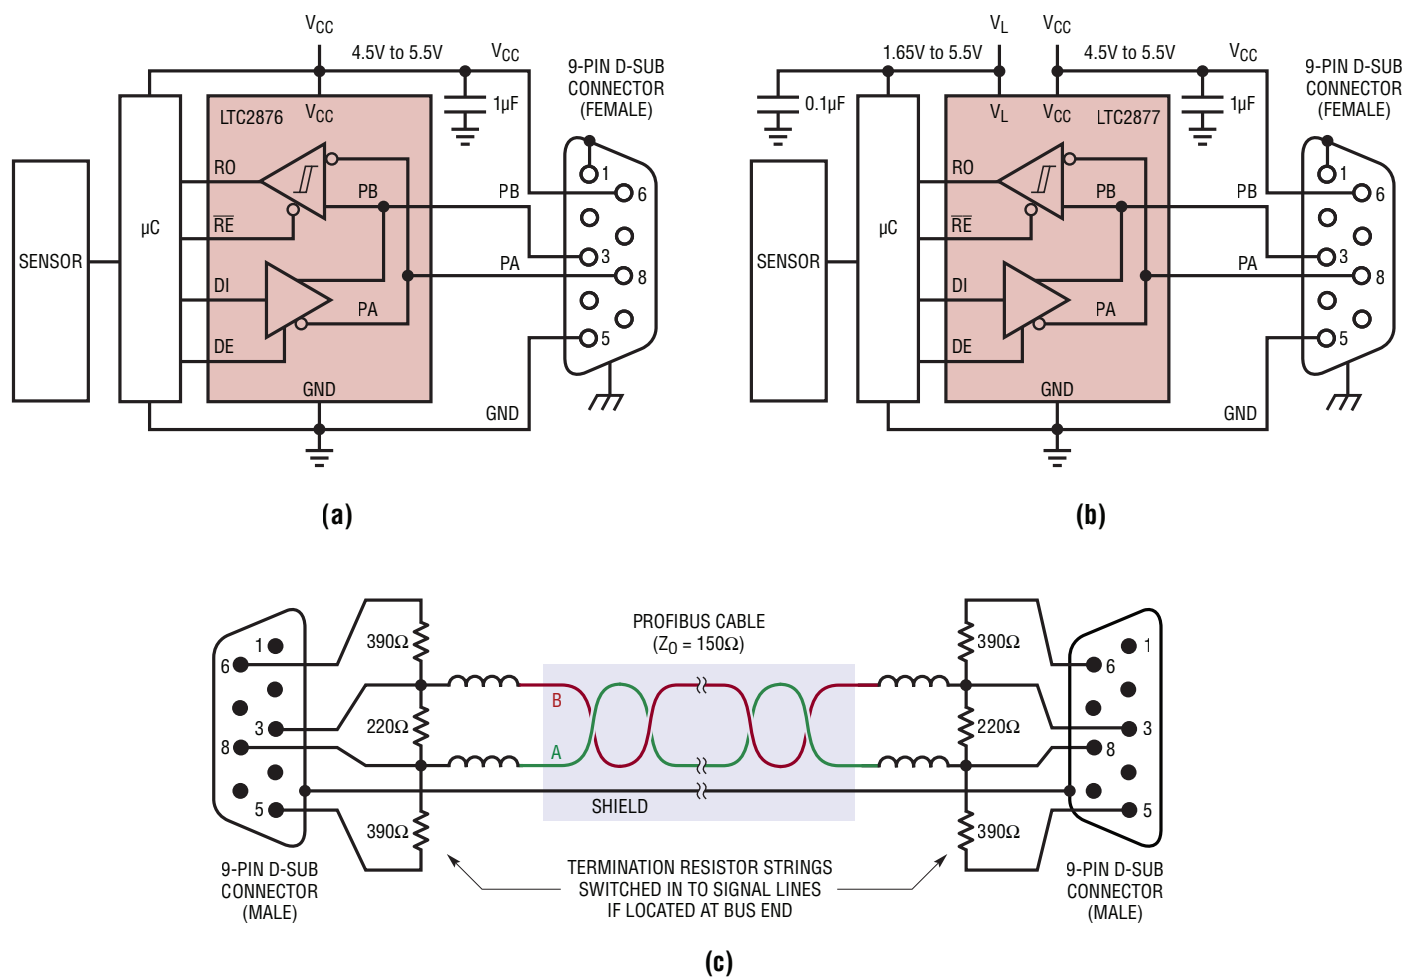 VCC
4.5V to 5.5V
VCC
9-PIN D-SUB
CONNECTOR
(FEMALE)
LTC2876
VCC
1µF
RO
PB
PB
1
6
µC
RE
SENSOR
3
8
DI
PA
PA
DE
5
GND
GND
(a)
VL
VCC
1.65V to 5.5V
4.5V to 5.5V
VCC
9-PIN D-SUB
CONNECTOR
(FEMALE)
0.1µF
VL
VCC
LTC2877
1µF
RO
PB
PB
1
6
µC
RE
SENSOR
3
8
DI
PA
PA
DE
5
GND
GND
(b)
PROFIBUS CABLE
(ZO = 150Ω)
1
6
3
8
5
390Ω
220Ω
390Ω
B
A
SHIELD
390Ω
220Ω
390Ω
1
6
3
8
5
9-PIN D-SUB
CONNECTOR
(MALE)
TERMINATION RESISTOR STRINGS
SWITCHED IN TO SIGNAL LINES
IF LOCATED AT BUS END
9-PIN D-SUB
CONNECTOR
(MALE)
(c)